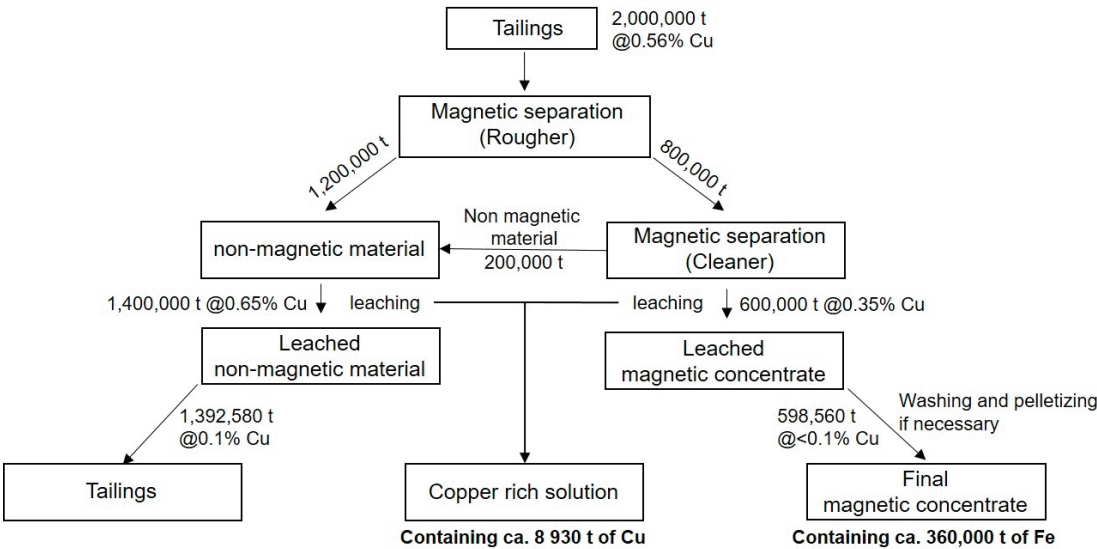 Tailings
2,000,000 t
@0.56% Cu
Magnetic separation
(Rougher)
1,200,000 t
800,000 t
non-magnetic material
Non magnetic
material
200,000 t
Magnetic separation
(Cleaner)
1,400,000 t @0.65% Cu
leaching
leaching
600,000 t @0.35% Cu
Leached
non-magnetic material
Leached
magnetic concentrate
1,392,580 t
@0.1% Cu
598,560 t
@<0.1% Cu
Washing and pelletizing
if necessary
Tailings
Copper rich solution
Final
magnetic concentrate
Containing ca. 8 930 t of Cu
Containing ca. 360,000 t of Fe